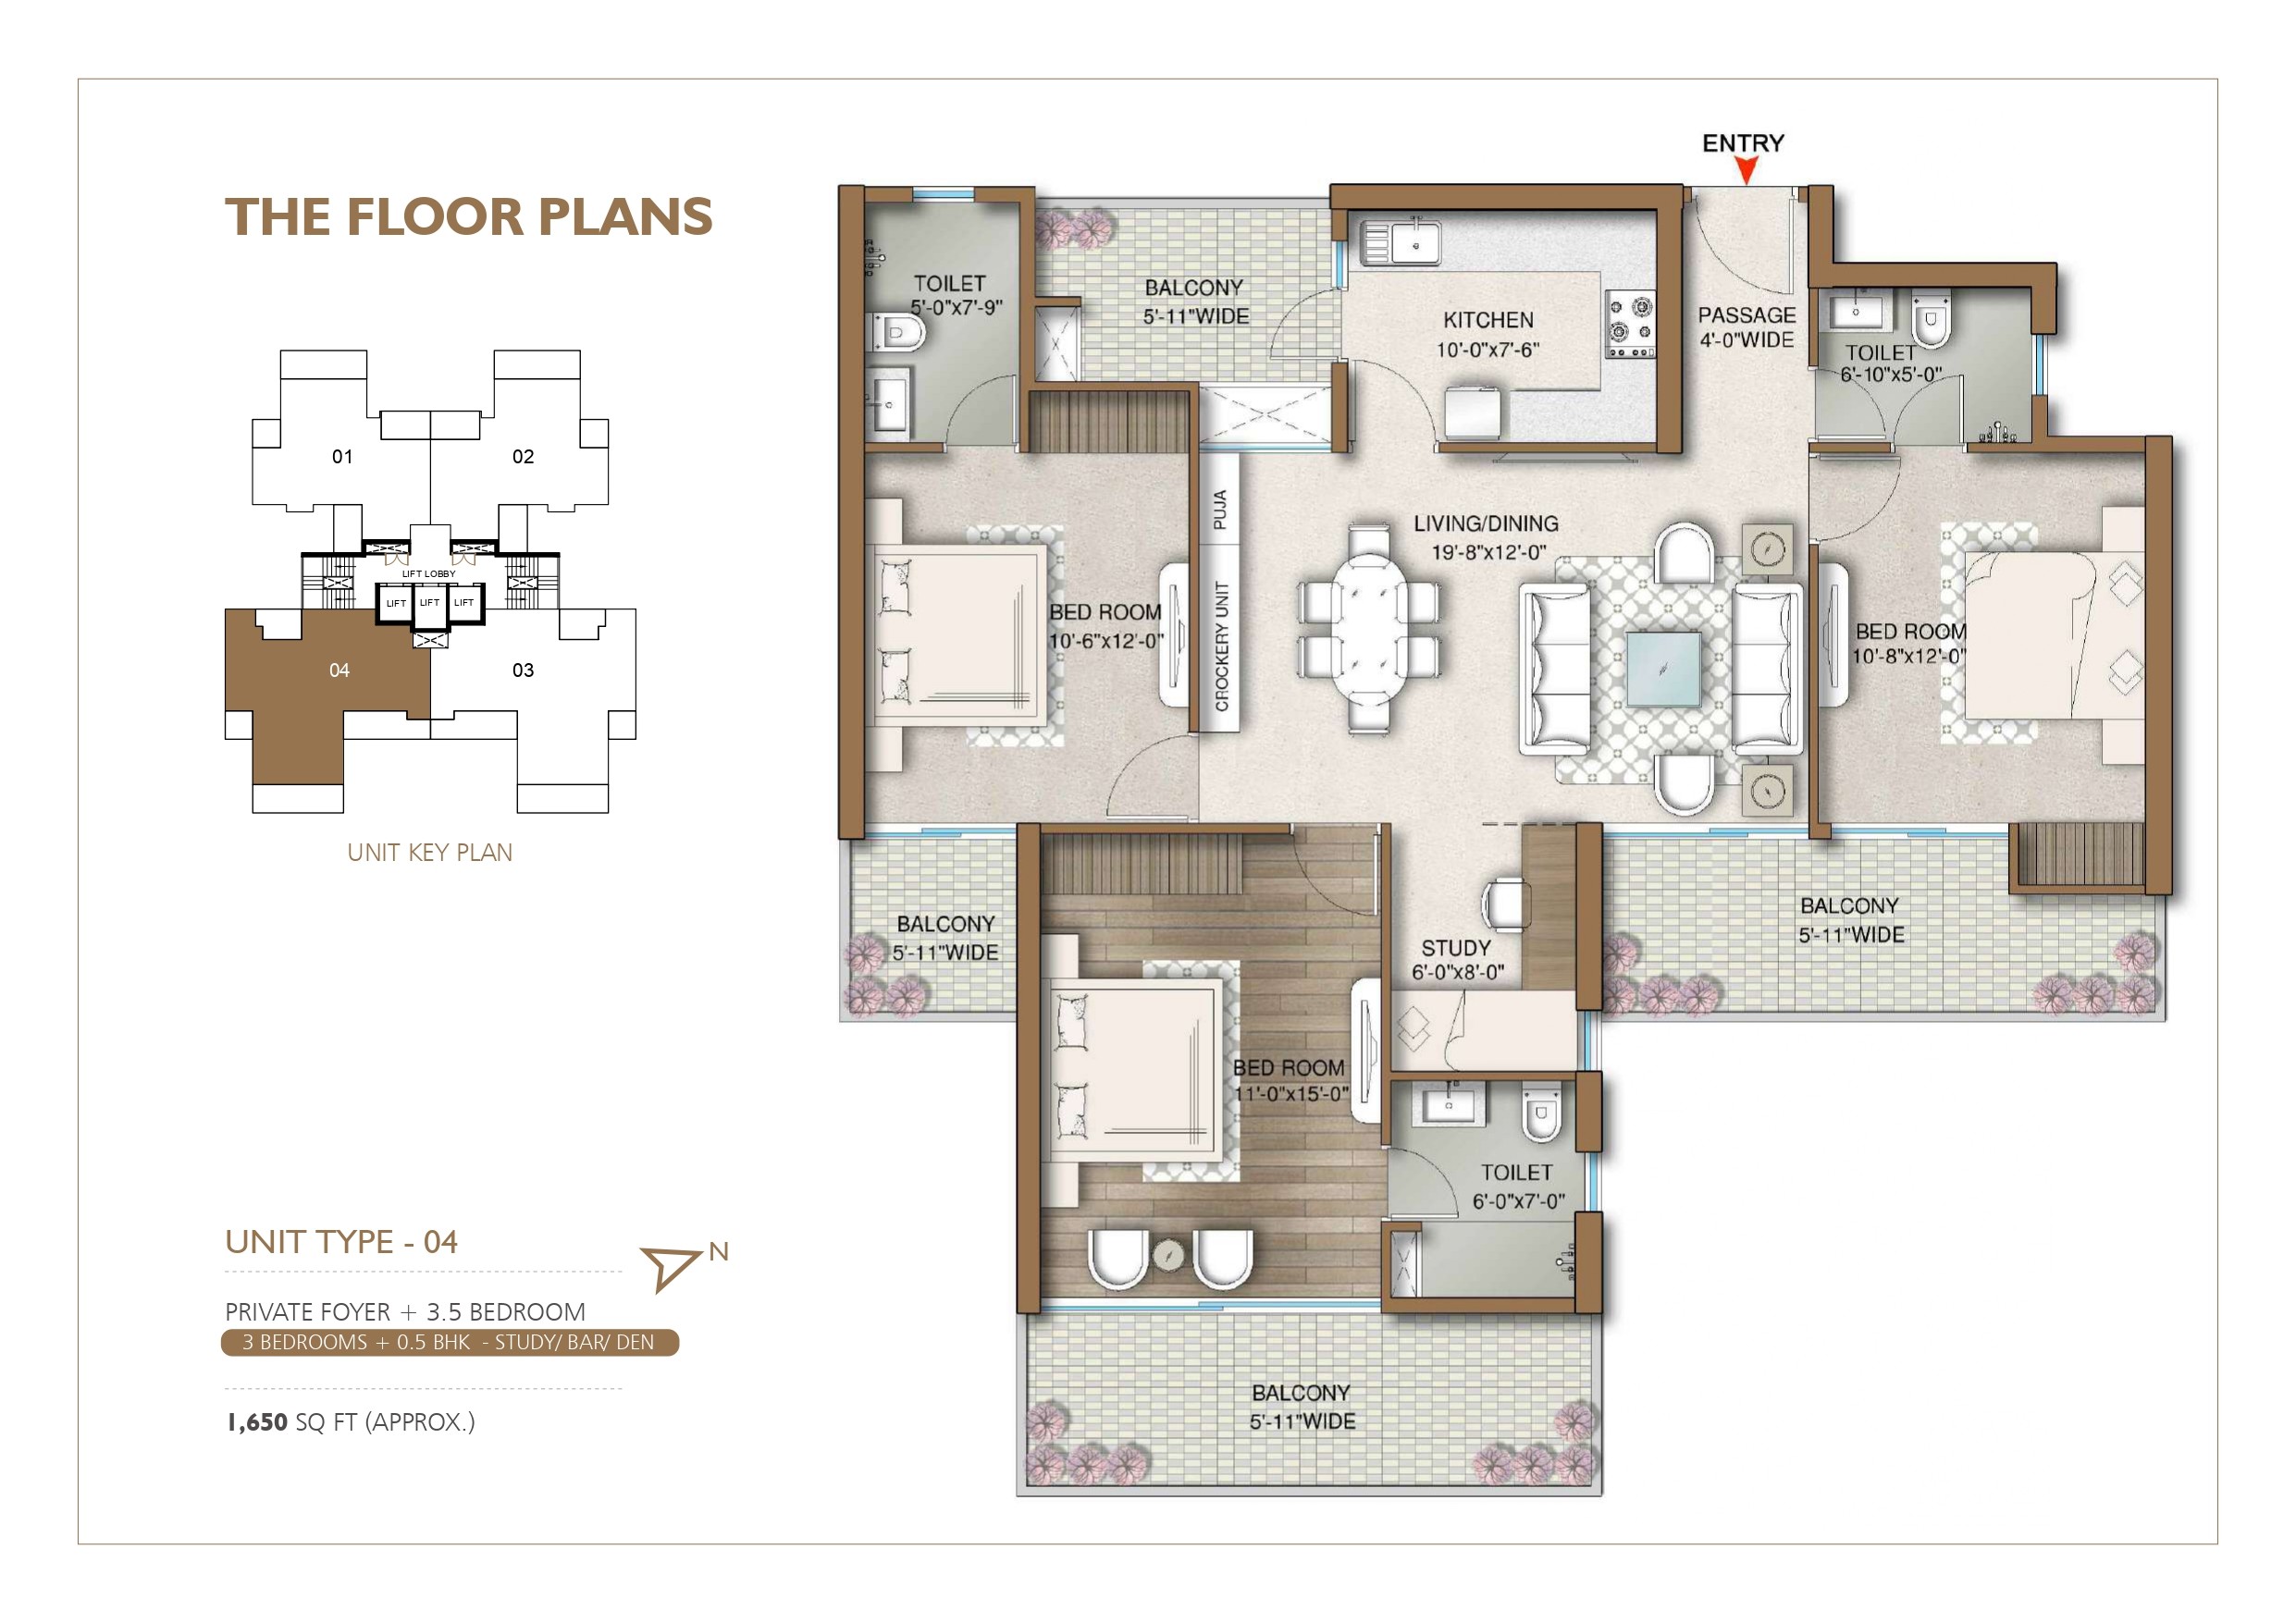 THE FLOOR PLANS
01
02
LIFT LOBBY
LIFT
LIFT
LIFT
04
03
UNIT KEY PLAN
UNIT TYPE - 04
N
PRIVATE FOYER + 3.5 BEDROOM
3 BEDROOMS + 0.5 BHK - STUDY/ BAR/ DEN
1,650 SQ FT (APPROX.)
ENTRY
TOILET
5'-0"x7'-9"
BALCONY
5'-11"WIDE
KITCHEN
10'-0"x7'-6"
PASSAGE
4'-0"WIDE
TOILET
6'-10"x5'-0"
PUJA
CROCKERY UNIT
LIVING/DINING
19'-8"x12'-0"
BED ROOM
10'-6"x12'-0"
BED ROOM
10'-8"x12'-0"
BALCONY
5'-11"WIDE
STUDY
6'-0"x8'-0"
BALCONY
5'-11"WIDE
BED ROOM
11'-0"x15'-0"
TOILET
6'-0"x7'-0"
BALCONY
5'-11"WIDE